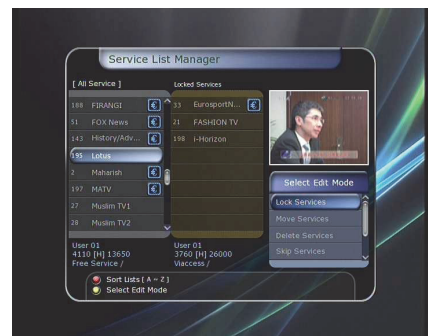 Service List Manager
[ All Service ]
Locked Services
188 FIRANGI €
51 FOX News €
143 History/Adv... €
195 Lotus
2 Maharish €
197 MATV €
27 Muslim TV1
28 Muslim TV2
33 EurosportN... €
21 FASHION TV
198 i-Horizon
Select Edit Mode
Lock Services
Move Services
Delete Services
Skip Services
User 01
4110 [H] 13650
Free Service /
User 01
3760 [H] 26000
Viaccess /
Sort Lists [ A ~ Z ]
Select Edit Mode